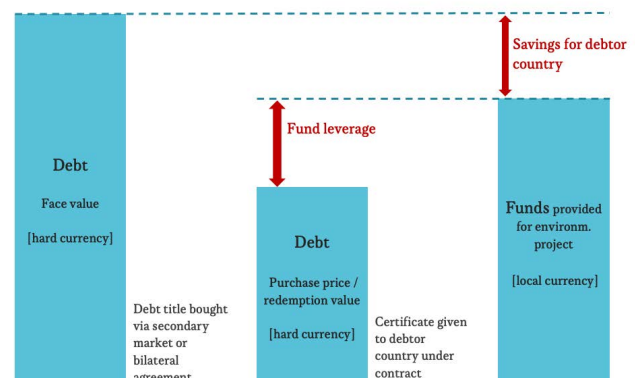 Debt
Face value
[hard currency]
Debt title bought
via secondary
market or
bilateral
agreement
Fund leverage
Debt
Purchase price /
redemption value
[hard currency]
Certificate given
to debtor
country under
contract
Savings for debtor
country
Funds provided
for environm.
project
[local currency]